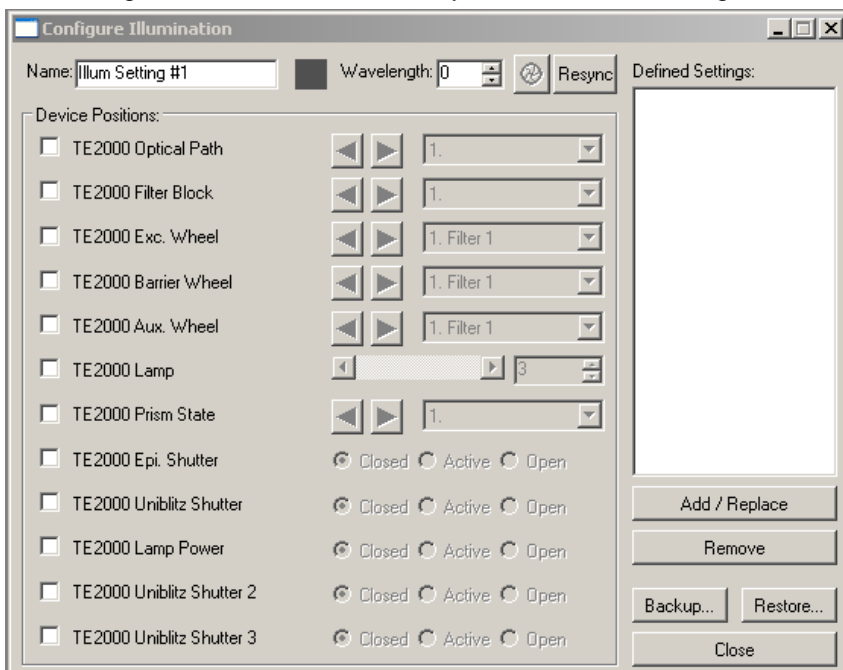 Configure Illumination
Name: Illum Setting #1 Wavelength: 0 Resync Defined Settings:
Device Positions:
TE2000 Optical Path 1.
TE2000 Filter Block 1.
TE2000 Exc. Wheel 1. Filter 1
TE2000 Barrier Wheel 1. Filter 1
TE2000 Aux. Wheel 1. Filter 1
TE2000 Lamp 3
TE2000 Prism State 1.
TE2000 Epi. Shutter Closed Active Open
TE2000 Uniblitz Shutter Closed Active Open
Add / Replace
TE2000 Lamp Power Closed Active Open
Remove
TE2000 Uniblitz Shutter 2 Closed Active Open
Backup... Restore...
TE2000 Uniblitz Shutter 3 Closed Active Open
Close